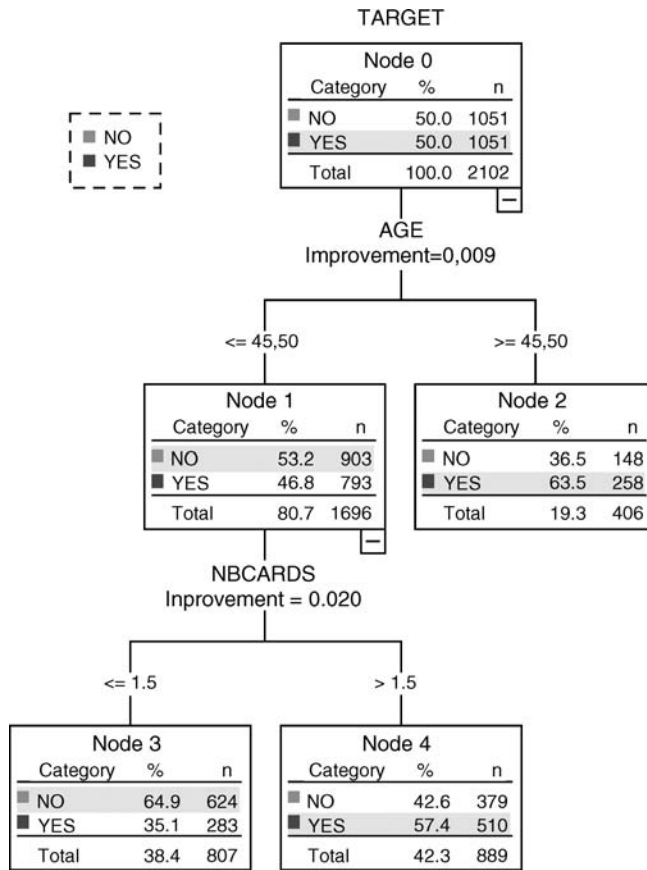 TARGET
Node 0
Category % n
NO 50.0 1051
YES 50.0 1051
Total 100.0 2102
NO
YES
AGE
Improvement=0,009
<= 45,50
>= 45,50
Node 1
Category % n
NO 53.2 903
YES 46.8 793
Total 80.7 1696
Node 2
Category % n
NO 36.5 148
YES 63.5 258
Total 19.3 406
NBCARDS
Inprovement = 0.020
<= 1.5
> 1.5
Node 3
Category % n
NO 64.9 624
YES 35.1 283
Total 38.4 807
Node 4
Category % n
NO 42.6 379
YES 57.4 510
Total 42.3 889